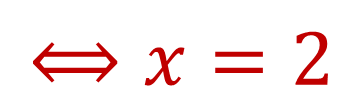 ⟺ x = 2